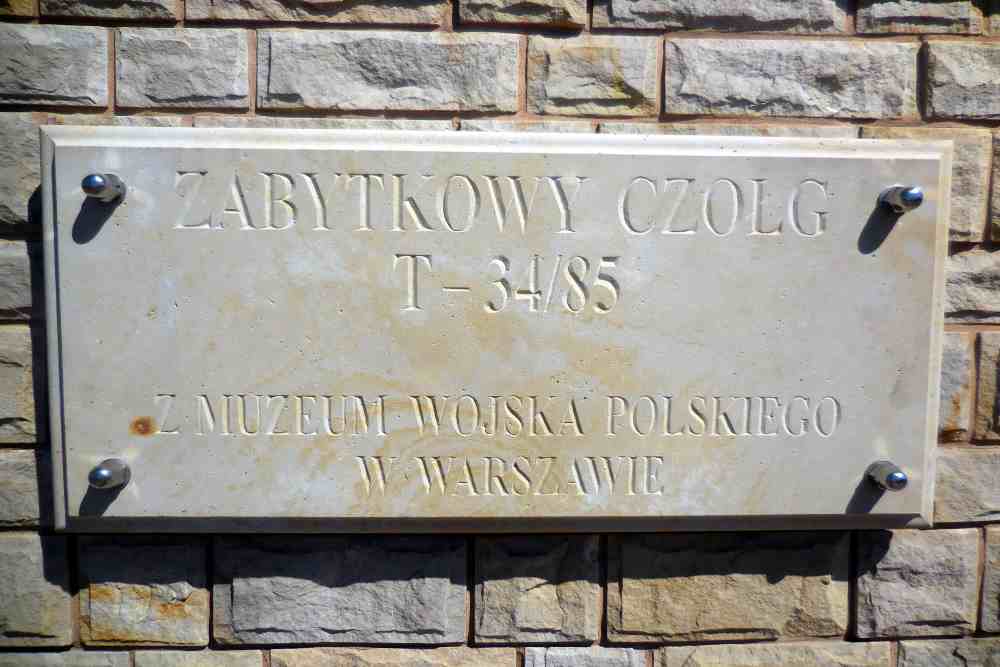 ZABYTKOWY CZOŁG
T - 34/85
Z MUZEUM WOJSKA POLSKIEGO
W WARSZAWIE